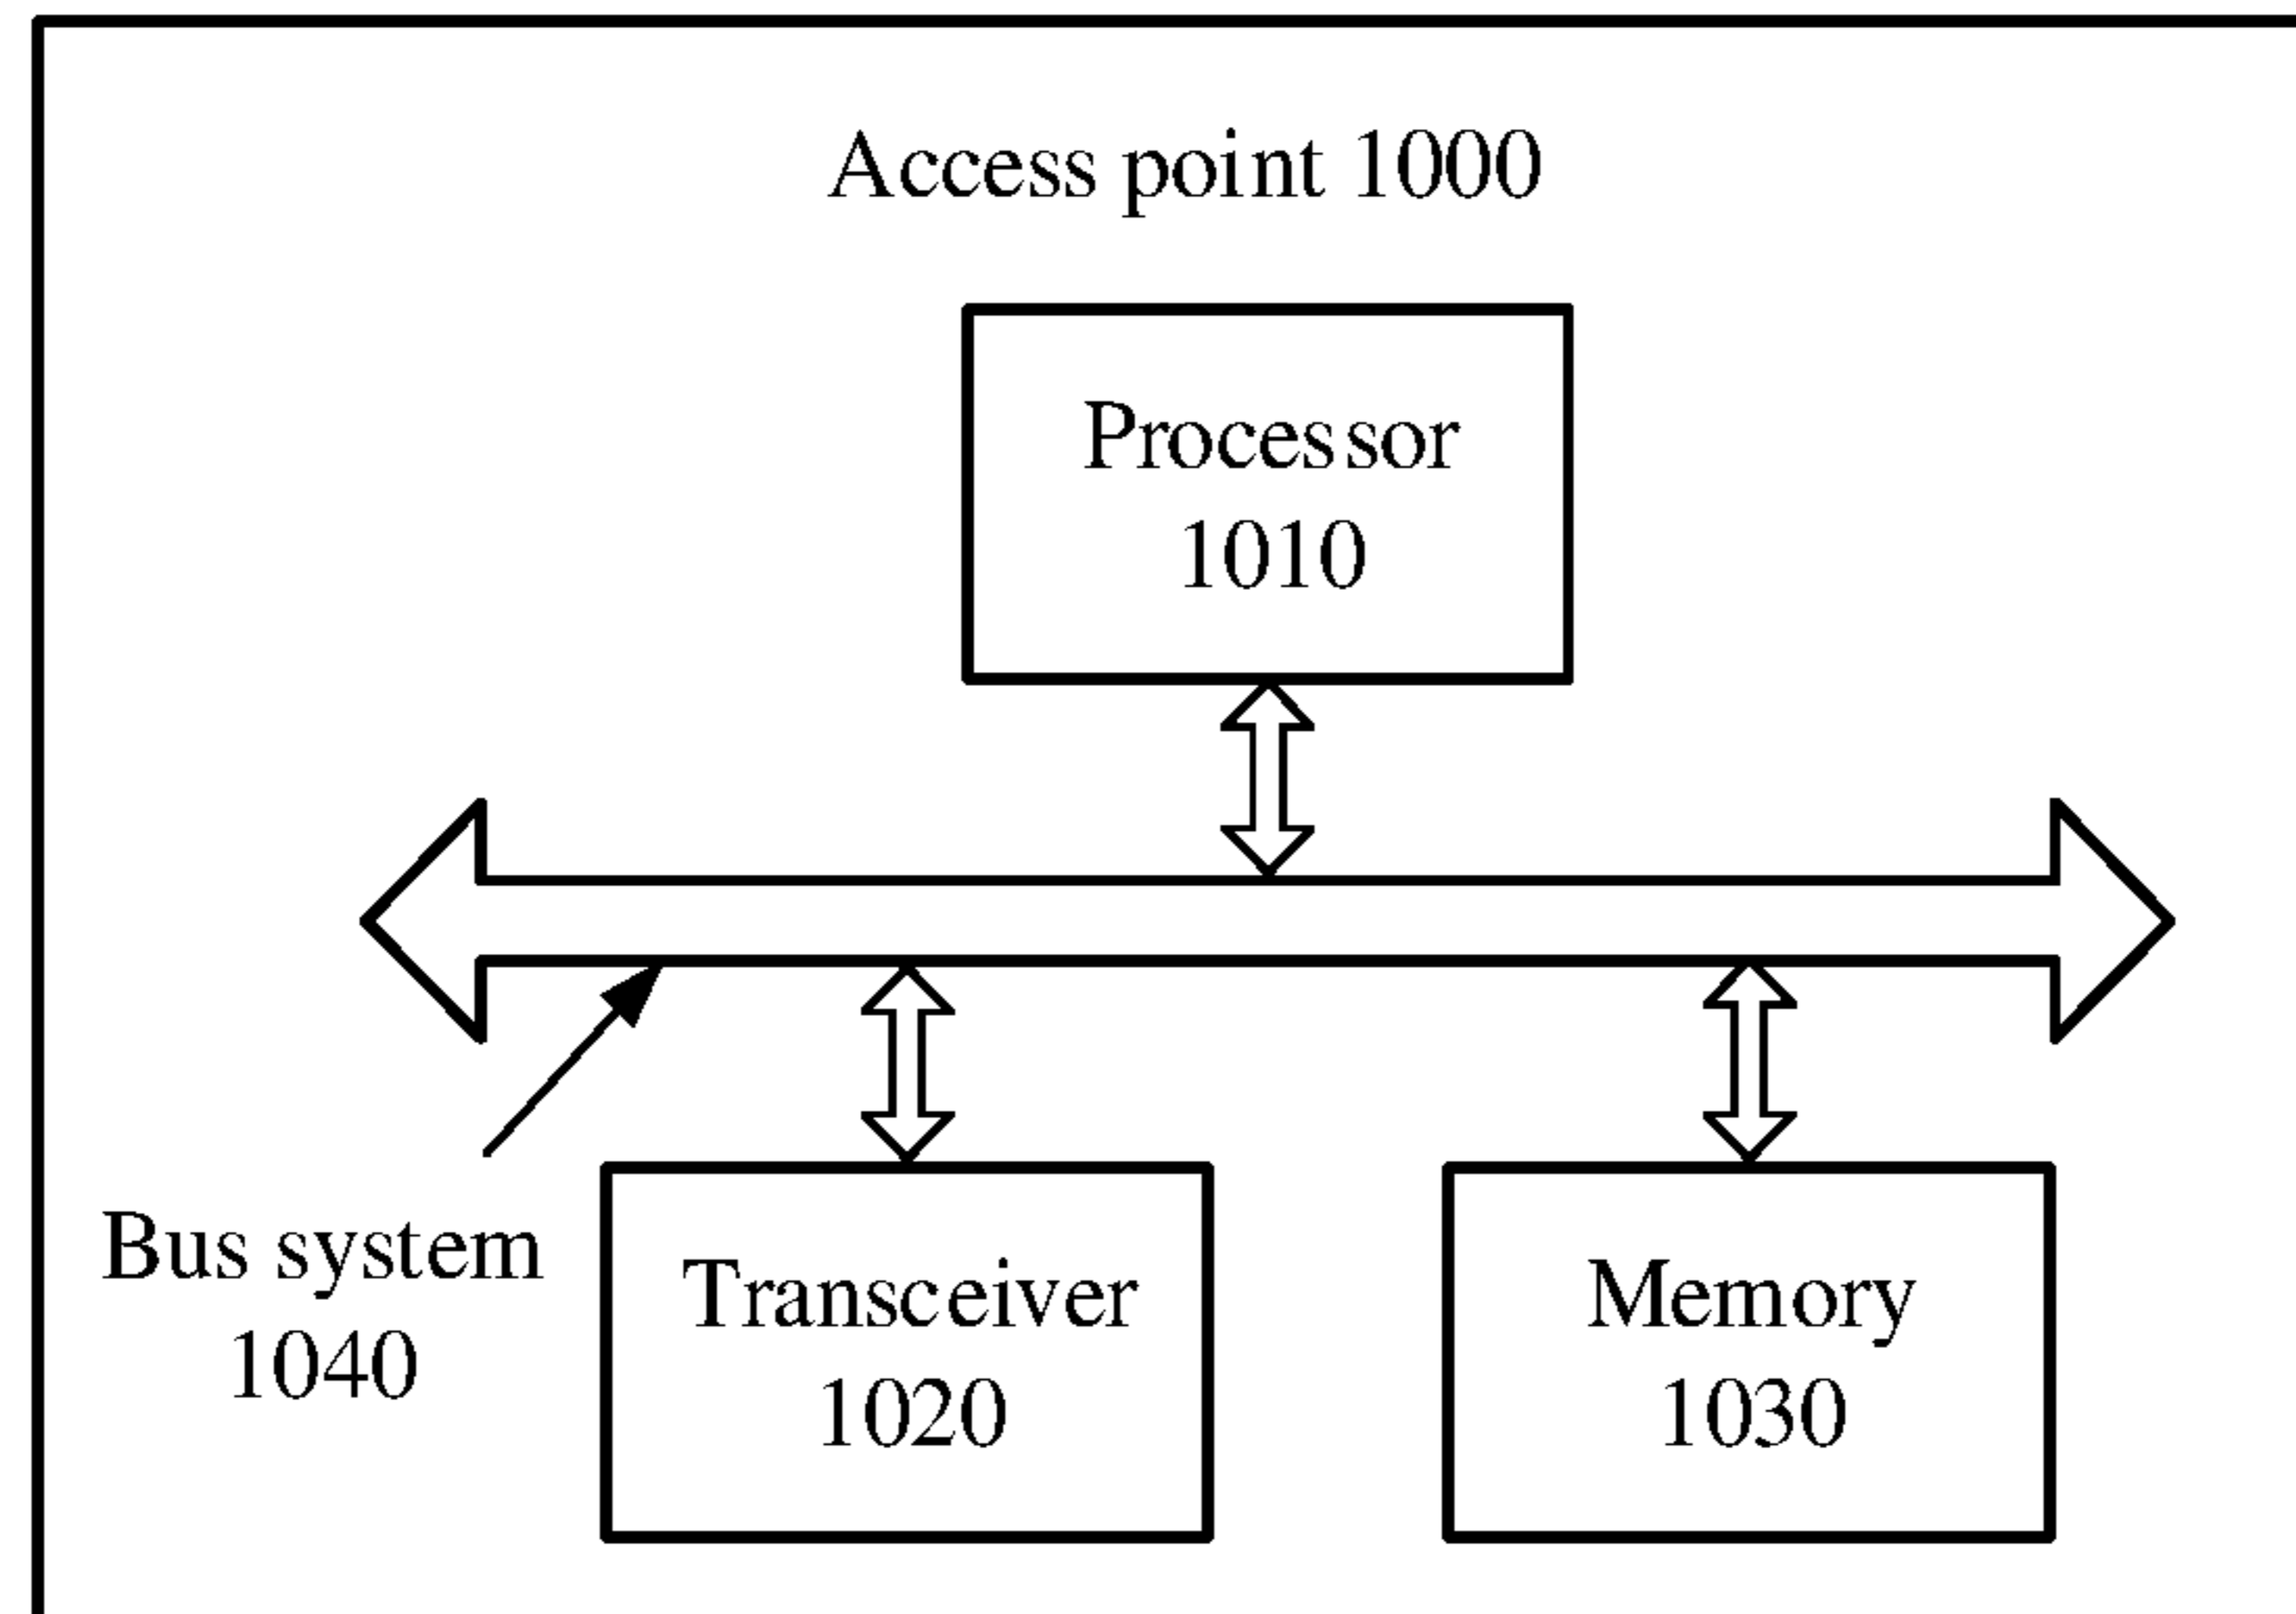 Access point 1000
Processor
1010
Bus system
1040
Transceiver
1020
Memory
1030